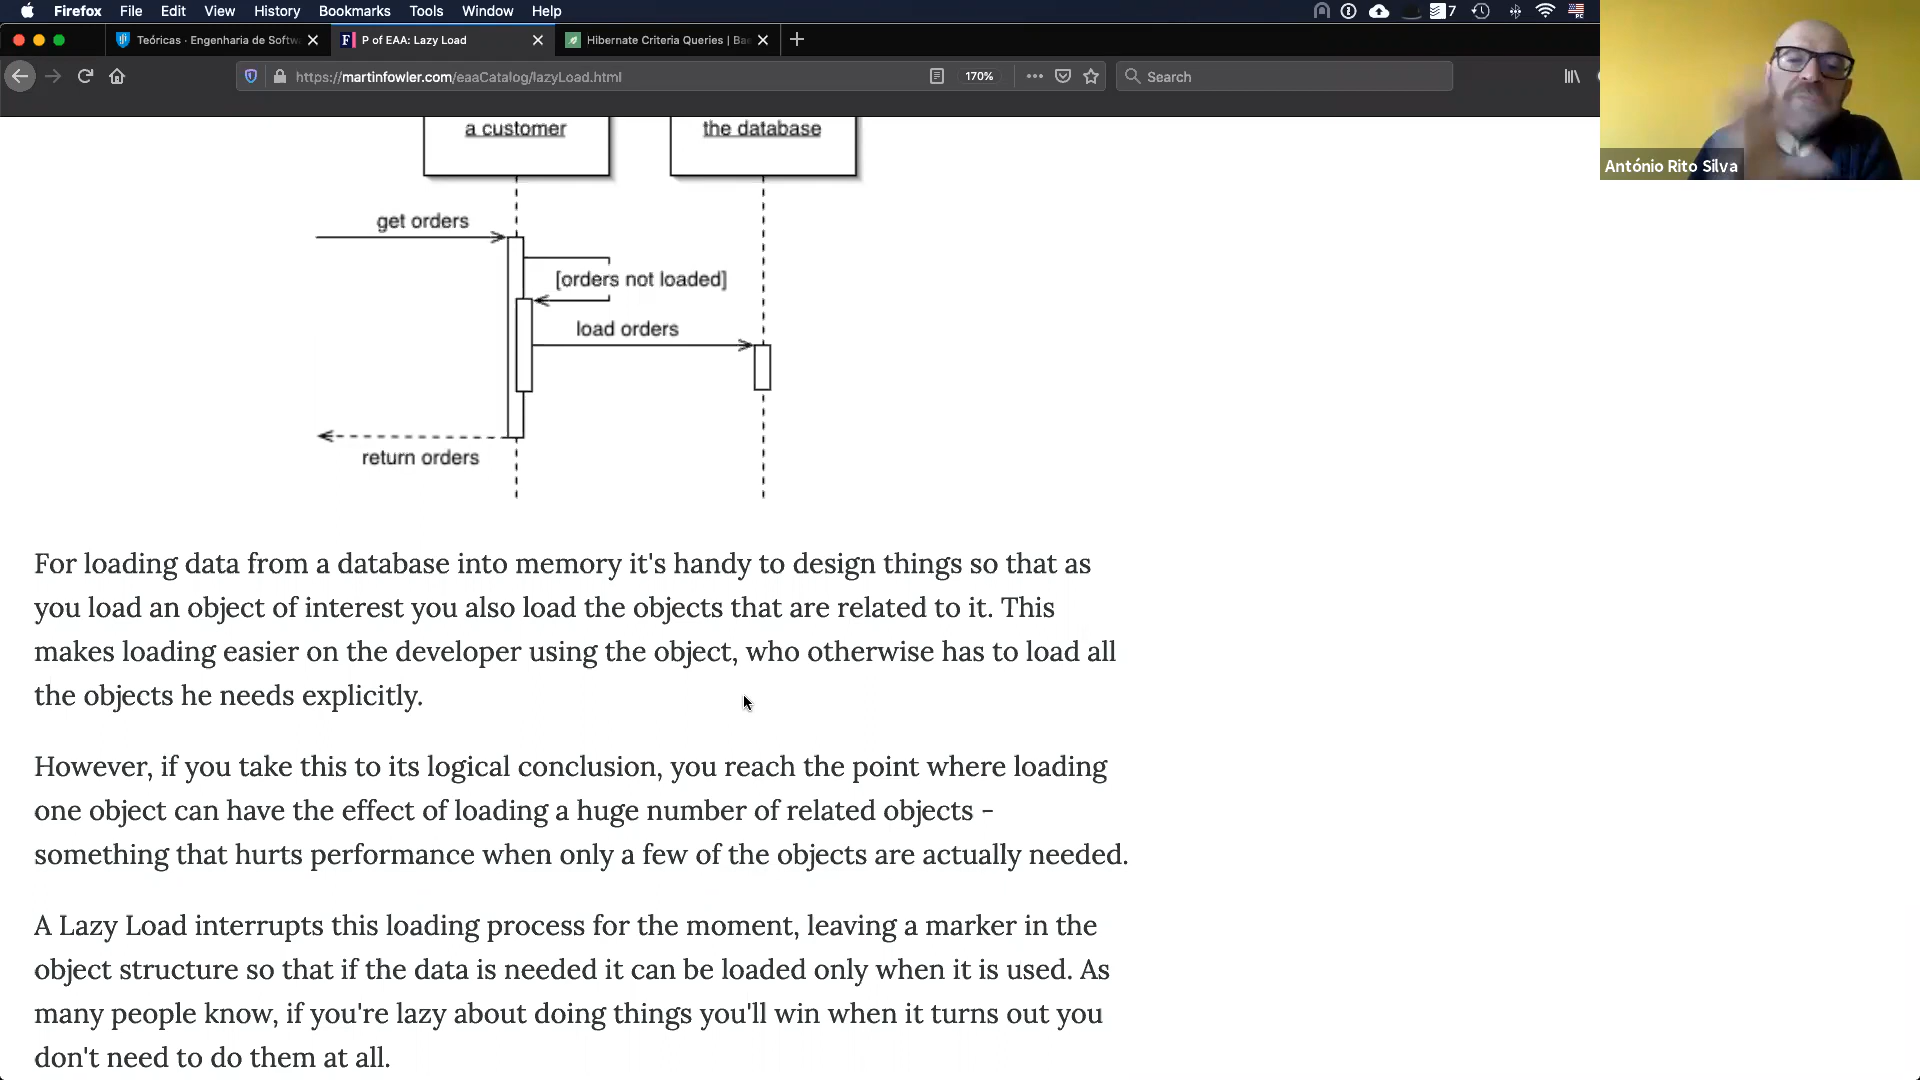 Firefox File Edit View History Bookmarks Tools Window Help 7
Teóricas · Engenharia de Softw P of EAA: Lazy Load Hibernate Criteria Queries | Bae
https://martinfowler.com/eaaCatalog/lazyLoad.html 170% Search
António Rito Silva
a customer the database
get orders
[orders not loaded]
load orders
return orders
For loading data from a database into memory it's handy to design things so that as
you load an object of interest you also load the objects that are related to it. This
makes loading easier on the developer using the object, who otherwise has to load all
the objects he needs explicitly.
However, if you take this to its logical conclusion, you reach the point where loading
one object can have the effect of loading a huge number of related objects -
something that hurts performance when only a few of the objects are actually needed.
A Lazy Load interrupts this loading process for the moment, leaving a marker in the
object structure so that if the data is needed it can be loaded only when it is used. As
many people know, if you're lazy about doing things you'll win when it turns out you
don't need to do them at all.